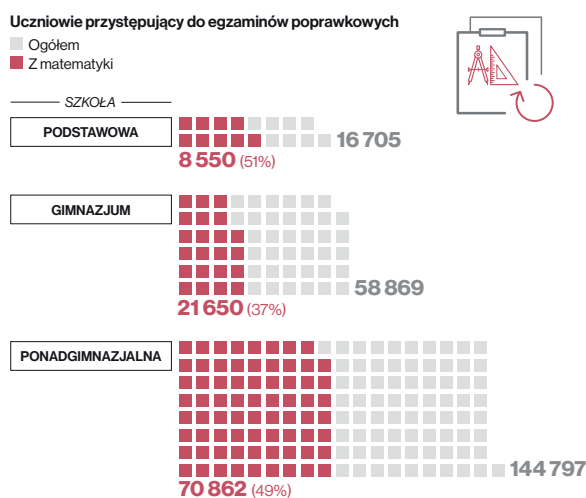 Uczniowie przystępujący do egzaminów poprawkowych
Ogółem
Z matematyki
SZKOŁA
PODSTAWOWA
16 705
8 550 (51%)
GIMNAZJUM
58 869
21 650 (37%)
PONADGIMNAZJALNA
144 797
70 862 (49%)